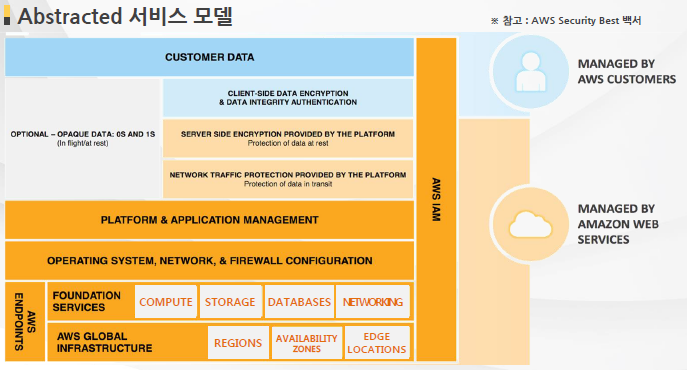 Abstracted 서비스 모델
※ 참고 : AWS Security Best 백서
CUSTOMER DATA
CLIENT-SIDE DATA ENCRYPTION
& DATA INTEGRITY AUTHENTICATION
OPTIONAL – OPAQUE DATA: 0S AND 1S
(In flight/at rest)
SERVER SIDE ENCRYPTION PROVIDED BY THE PLATFORM
Protection of data at rest
NETWORK TRAFFIC PROTECTION PROVIDED BY THE PLATFORM
Protection of data in transit
PLATFORM & APPLICATION MANAGEMENT
OPERATING SYSTEM, NETWORK, & FIREWALL CONFIGURATION
AWS
ENDPOINTS
FOUNDATION
SERVICES
COMPUTE
STORAGE
DATABASES
NETWORKING
AWS GLOBAL
INFRASTRUCTURE
REGIONS
AVAILABILITY
ZONES
EDGE
LOCATIONS
AWS IAM
MANAGED BY
AWS CUSTOMERS
MANAGED BY
AMAZON WEB
SERVICES